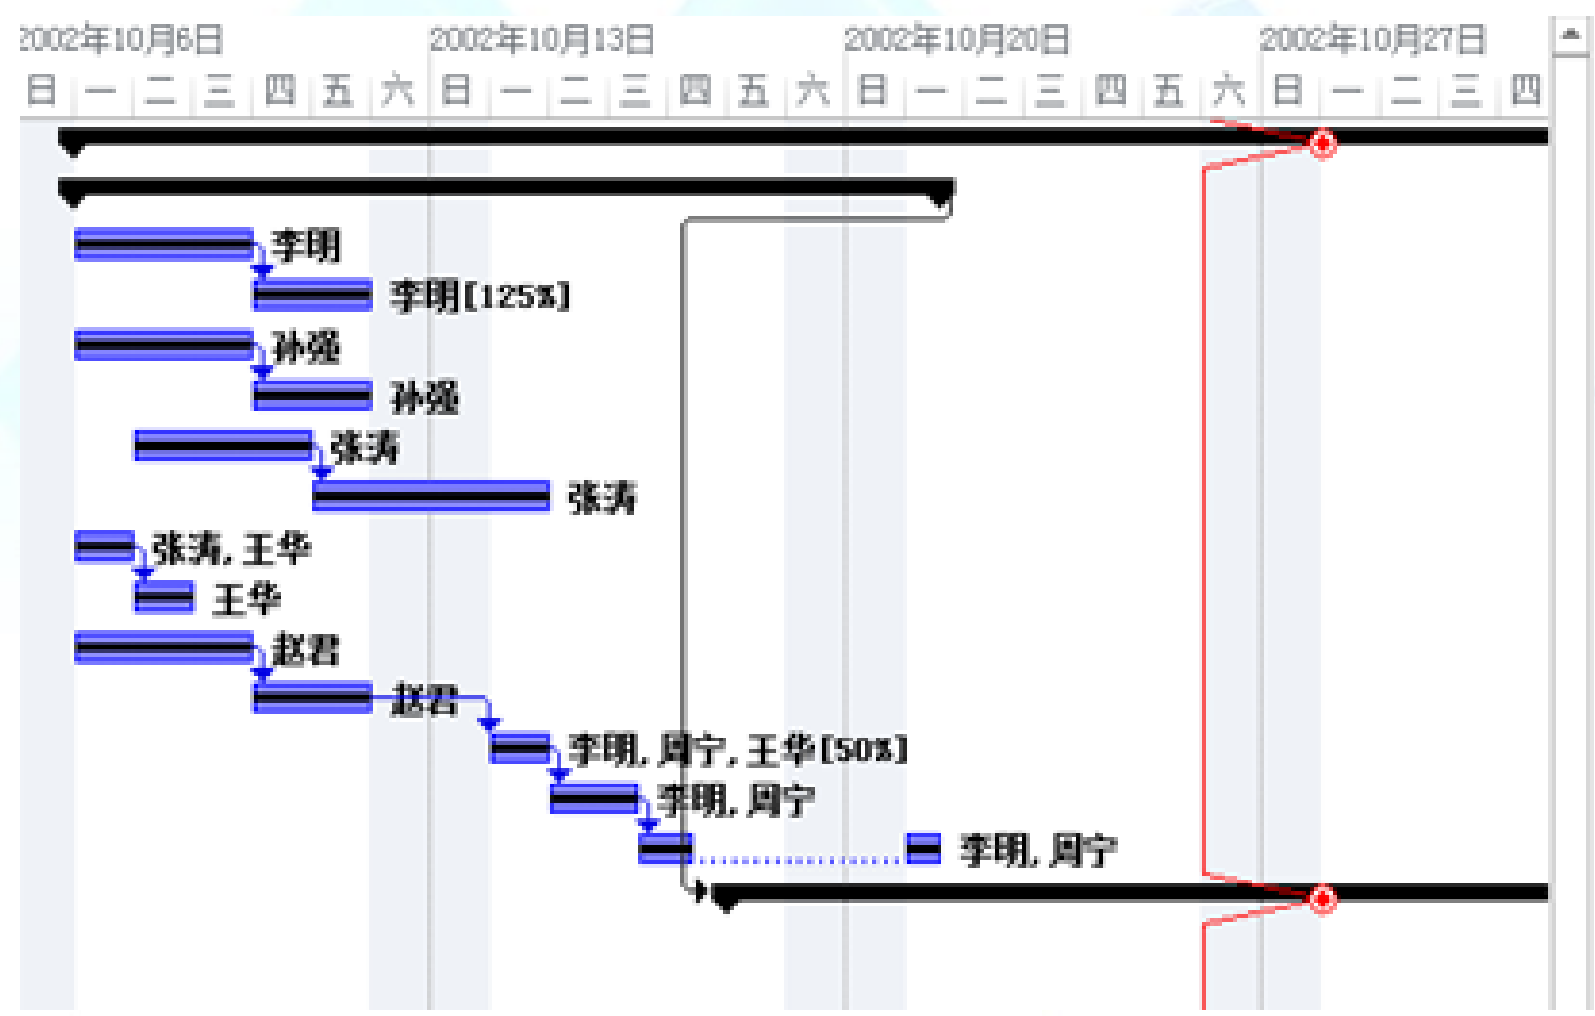 2002年10月6日 2002年10月13日 2002年10月20日 2002年10月27日
日 一 二 三 四 五 六 日 一 二 三 四 五 六 日 一 二 三 四 五 六 日 一 二 三 四
李明
李明[125%]
孙强
孙强
张涛
张涛
张涛,王华
王华
赵君
赵君
李明,周宁,王华[50%]
李明,周宁
李明,周宁